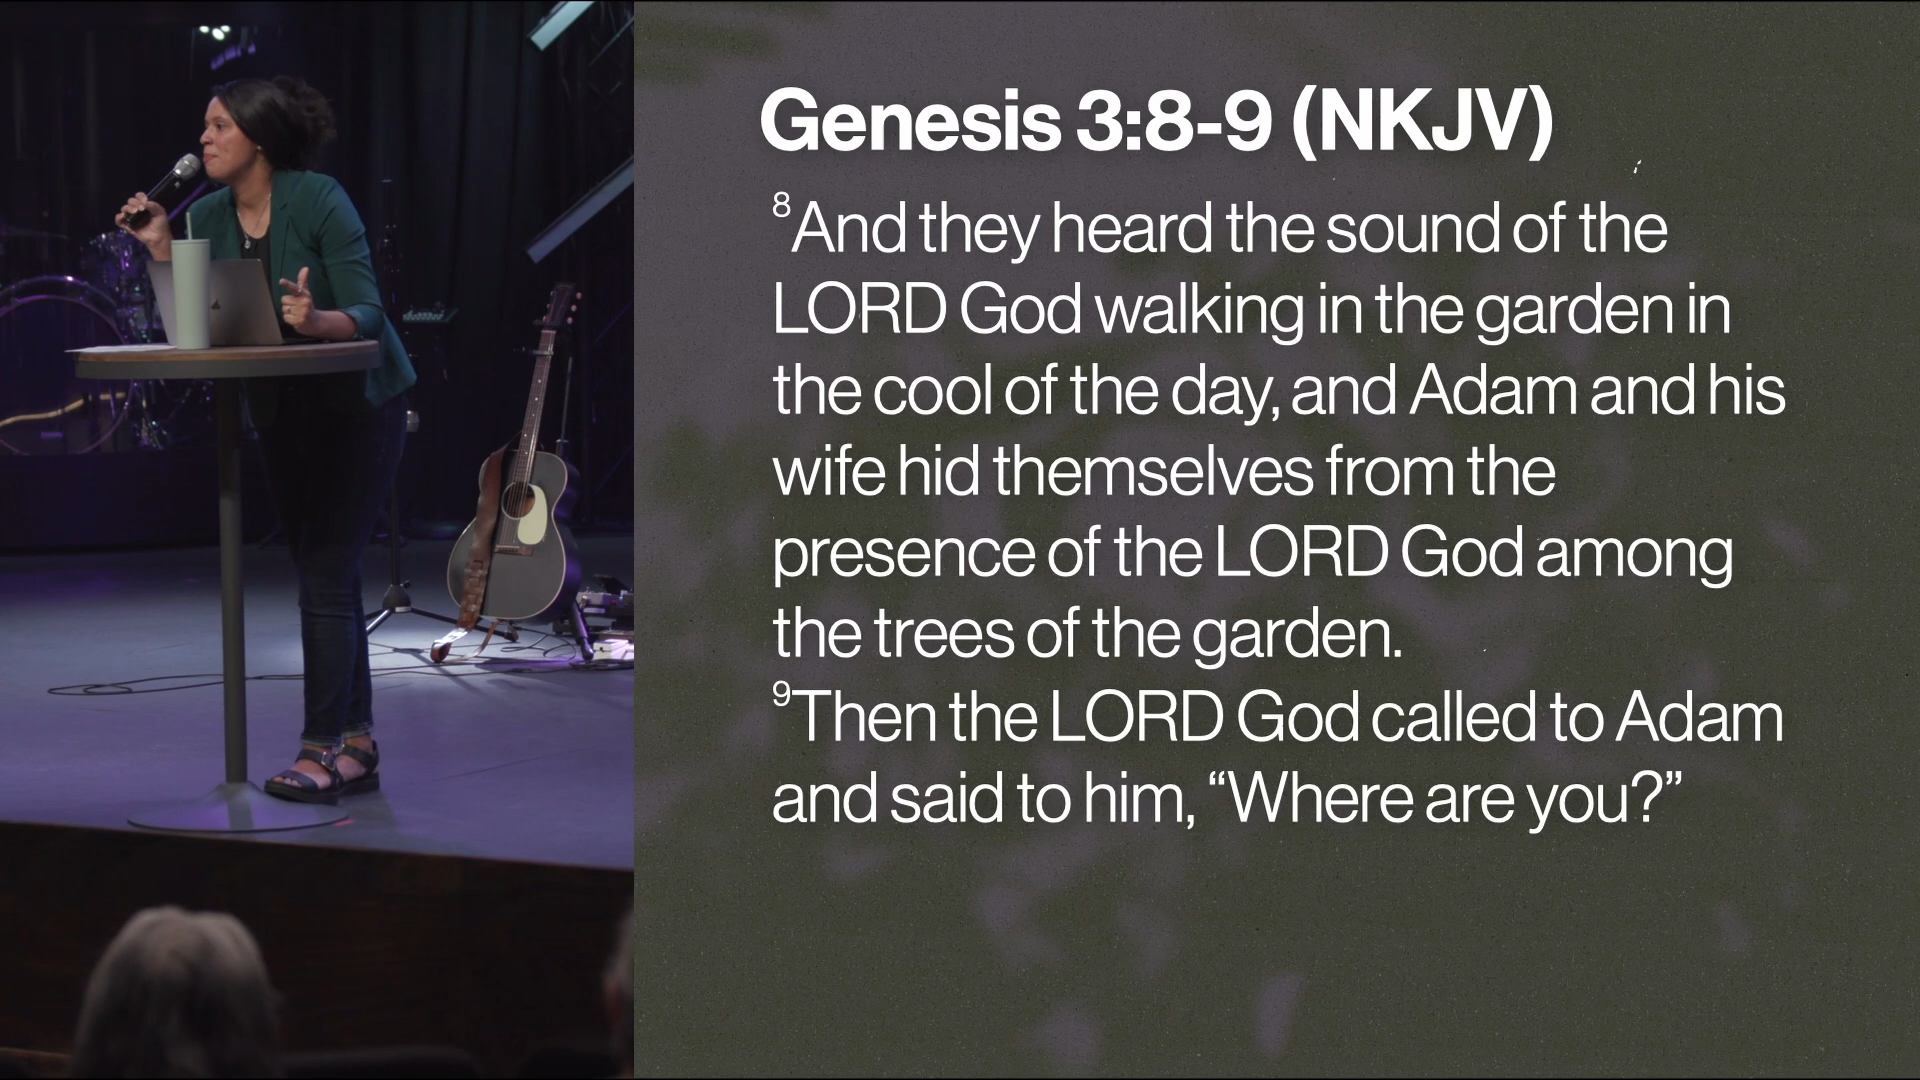 Genesis 3:8-9 (NKJV)
8And they heard the sound of the
LORD God walking in the garden in
the cool of the day, and Adam and his
wife hid themselves from the
presence of the LORD God among
the trees of the garden.
9Then the LORD God called to Adam
and said to him, “Where are you?”